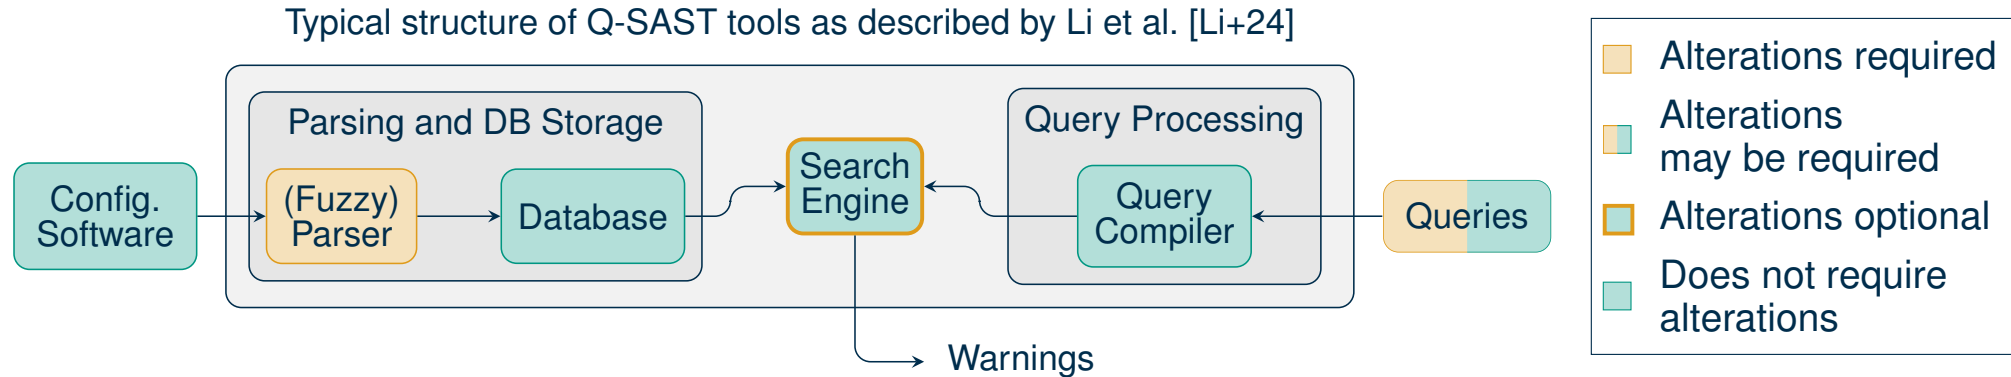 Typical structure of Q-SAST tools as described by Li et al. [Li+24]
Parsing and DB Storage
Query Processing
Config.
Software
(Fuzzy)
Parser
Database
Search
Engine
Query
Compiler
Queries
Warnings
Alterations required
Alterations
may be required
Alterations optional
Does not require
alterations